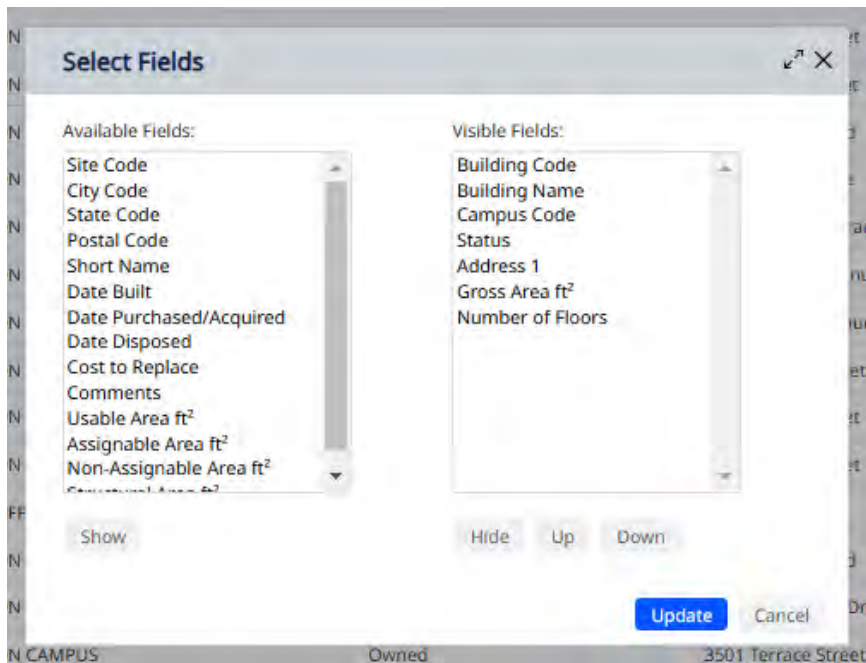 Select Fields
Available Fields:
Site Code
City Code
State Code
Postal Code
Short Name
Date Built
Date Purchased/Acquired
Date Disposed
Cost to Replace
Comments
Usable Area ft²
Assignable Area ft²
Non-Assignable Area ft²
Structural Area ft²
Show
Visible Fields:
Building Code
Building Name
Campus Code
Status
Address 1
Gross Area ft²
Number of Floors
Hide Up Down
Update Cancel
N CAMPUS Owned 3501 Terrace Street